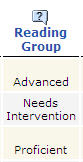 ?
Reading
Group
Advanced
Needs
Intervention
Proficient